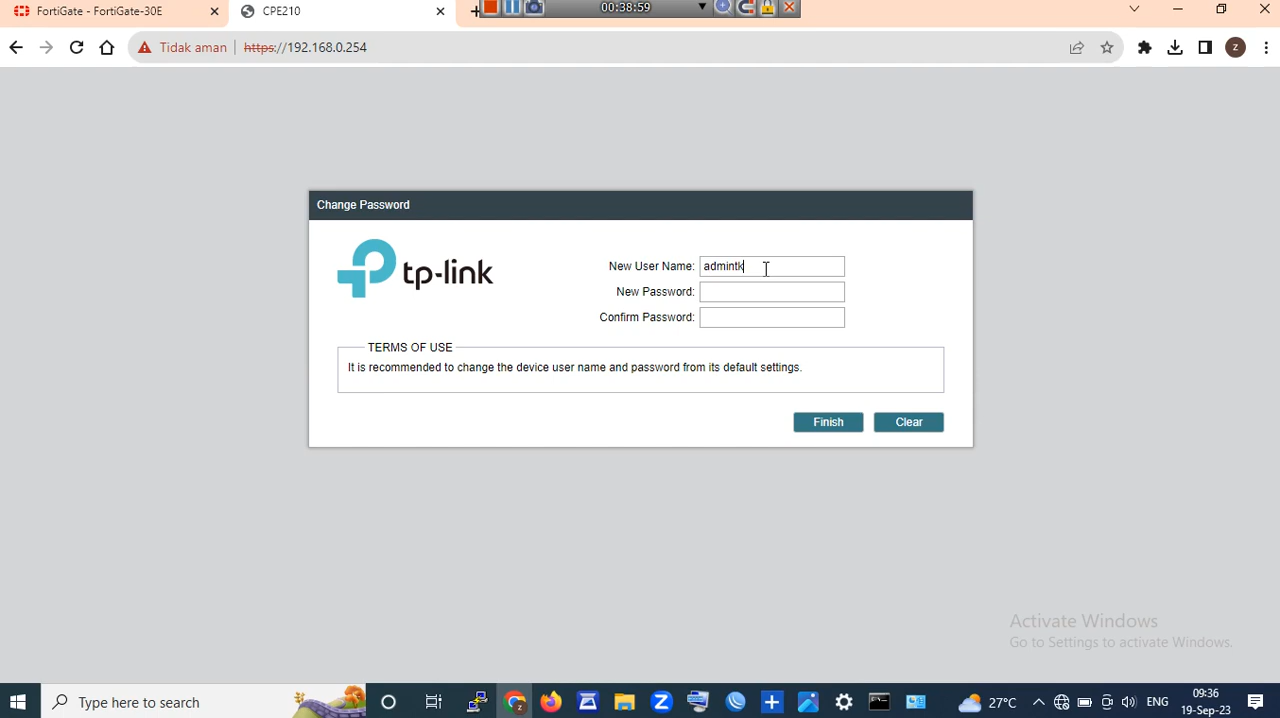 FortiGate - FortiGate-30E
CPE210
00:38:59
Tidak aman
https://192.168.0.254
Z
Change Password
tp-link
New User Name: admintk
New Password:
Confirm Password:
TERMS OF USE
It is recommended to change the device user name and password from its default settings.
Finish
Clear
Activate Windows
Go to Settings to activate Windows.
Type here to search
27°C
ENG
09:36
19-Sep-23